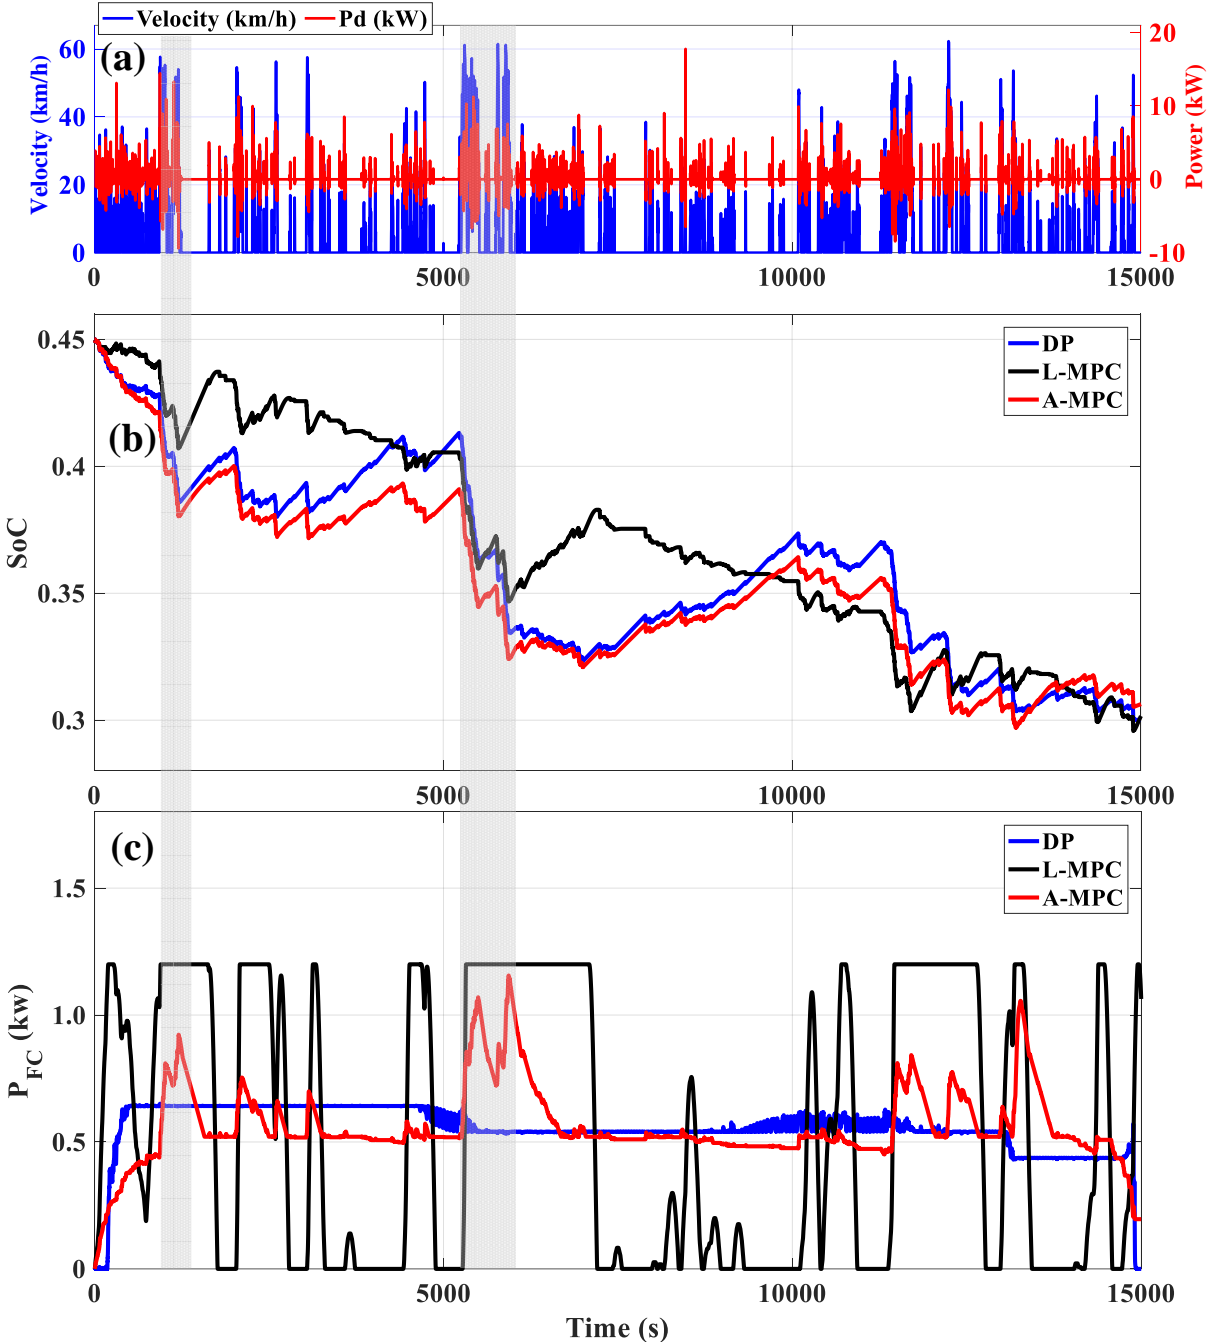 Velocity (km/h) Pd (kW)
(a)
Velocity (km/h)
60
40
20
0
Power (kW)
20
10
0
-10
0 5000 10000 15000
(b)
SoC
0.45
0.4
0.35
0.3
DP
L-MPC
A-MPC
0 5000 10000 15000
(c)
P_FC (kw)
1.5
1.0
0.5
0
DP
L-MPC
A-MPC
0 5000 10000 15000
Time (s)